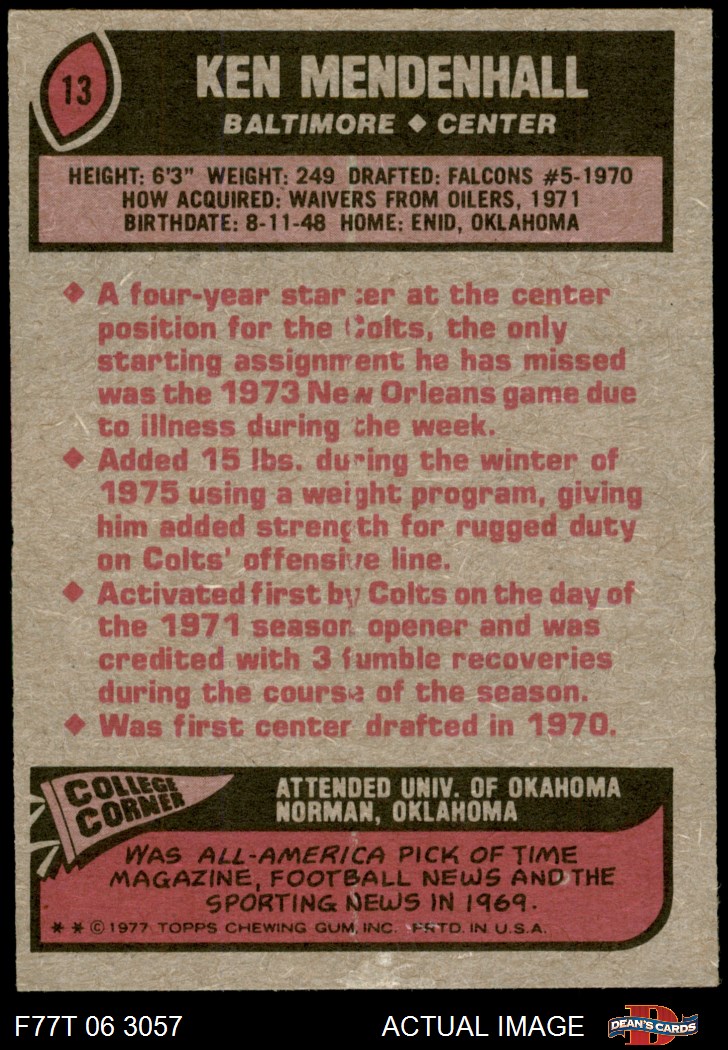 13
KEN MENDENHALL
BALTIMORE ◆ CENTER
HEIGHT: 6'3" WEIGHT: 249 DRAFTED: FALCONS #5-1970
HOW ACQUIRED: WAIVERS FROM OILERS, 1971
BIRTHDATE: 8-11-48 HOME: ENID, OKLAHOMA
◆ A four-year starter at the center
position for the Colts, the only
starting assignment he has missed
was the 1973 New Orleans game due
to illness during the week.
◆ Added 15 lbs. during the winter of
1975 using a weight program, giving
him added strength for rugged duty
on Colts' offensive line.
◆ Activated first by Colts on the day of
the 1971 season opener and was
credited with 3 fumble recoveries
during the course of the season.
◆ Was first center drafted in 1970.
COLLEGE
CORNER
ATTENDED UNIV. OF OKAHOMA
NORMAN, OKLAHOMA
WAS ALL-AMERICA PICK OF TIME
MAGAZINE, FOOTBALL NEWS AND THE
SPORTING NEWS IN 1969.
* * © 1977 TOPPS CHEWING GUM, INC. PRTD. IN U.S.A.
F77T 06 3057
ACTUAL IMAGE
D
DEAN'S CARDS